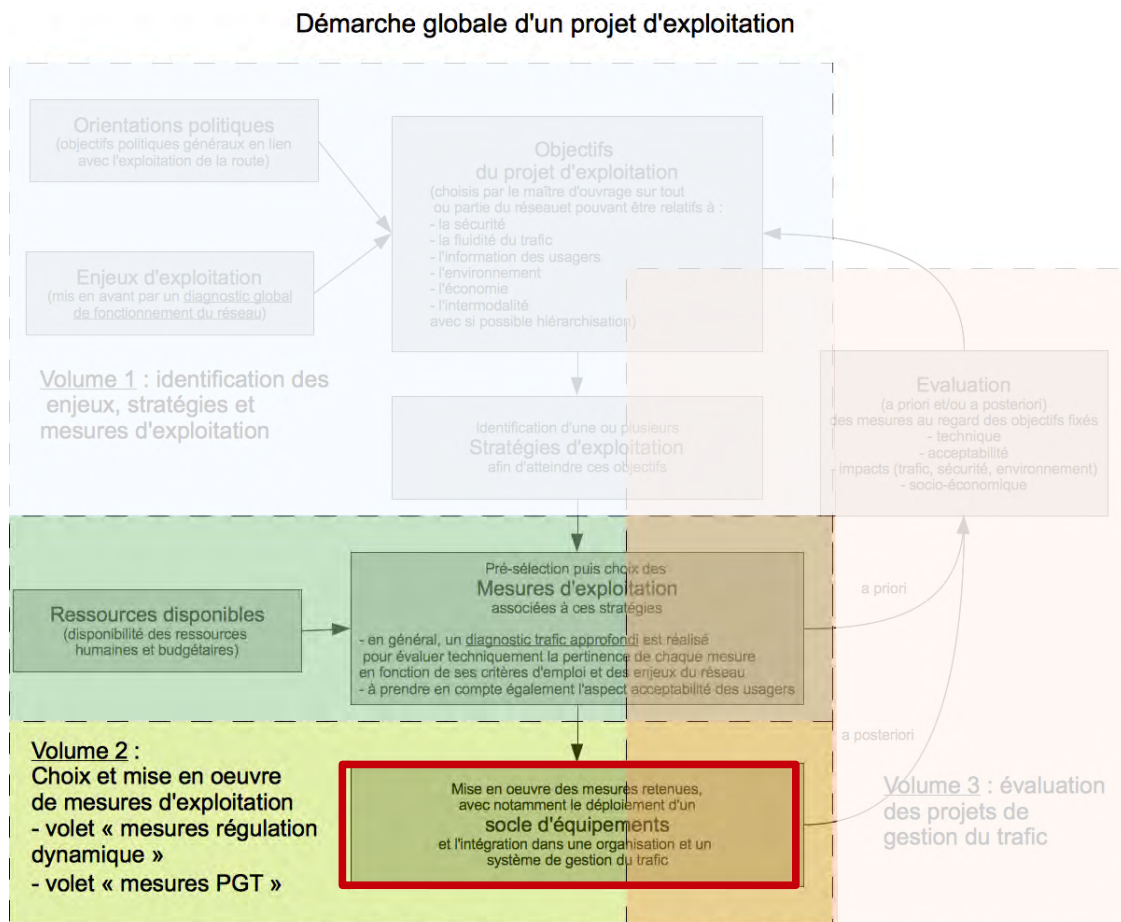 Démarche globale d'un projet d'exploitation
Orientations politiques
(objectifs politiques généraux en lien
avec l'exploitation de la route)
Enjeux d'exploitation
(mis en avant par un diagnostic global
de fonctionnement du réseau)
Objectifs
du projet d'exploitation
(choisis par le maître d'ouvrage sur tout
ou partie du réseauet pouvant être relatifs à :
- la sécurité
- la fluidité du trafic
- l'information des usagers
- l'environnement
- l'économie
- l'intermodalité
avec si possible hiérarchisation)
Volume 1 : identification des
enjeux, stratégies et
mesures d'exploitation
Identification d'une ou plusieurs
Stratégies d'exploitation
afin d'atteindre ces objectifs
Evaluation
(a priori et/ou a posteriori)
des mesures au regard des objectifs fixés
- technique
- acceptabilité
- impacts (trafic, sécurité, environnement)
- socio-économique
Ressources disponibles
(disponibilité des ressources
humaines et budgétaires)
Pré-sélection puis choix des
Mesures d'exploitation
associées à ces stratégies
- en général, un diagnostic trafic approfondi est réalisé
pour évaluer techniquement la pertinence de chaque mesure
en fonction de ses critères d'emploi et des enjeux du réseau
- à prendre en compte également l'aspect acceptabilité des usagers
a priori
a posteriori
Volume 2 :
Choix et mise en oeuvre
de mesures d'exploitation
- volet « mesures régulation
dynamique »
- volet « mesures PGT »
Mise en oeuvre des mesures retenues,
avec notamment le déploiement d'un
socle d'équipements
et l'intégration dans une organisation et un
système de gestion du trafic
Volume 3 : évaluation
des projets de
gestion du trafic